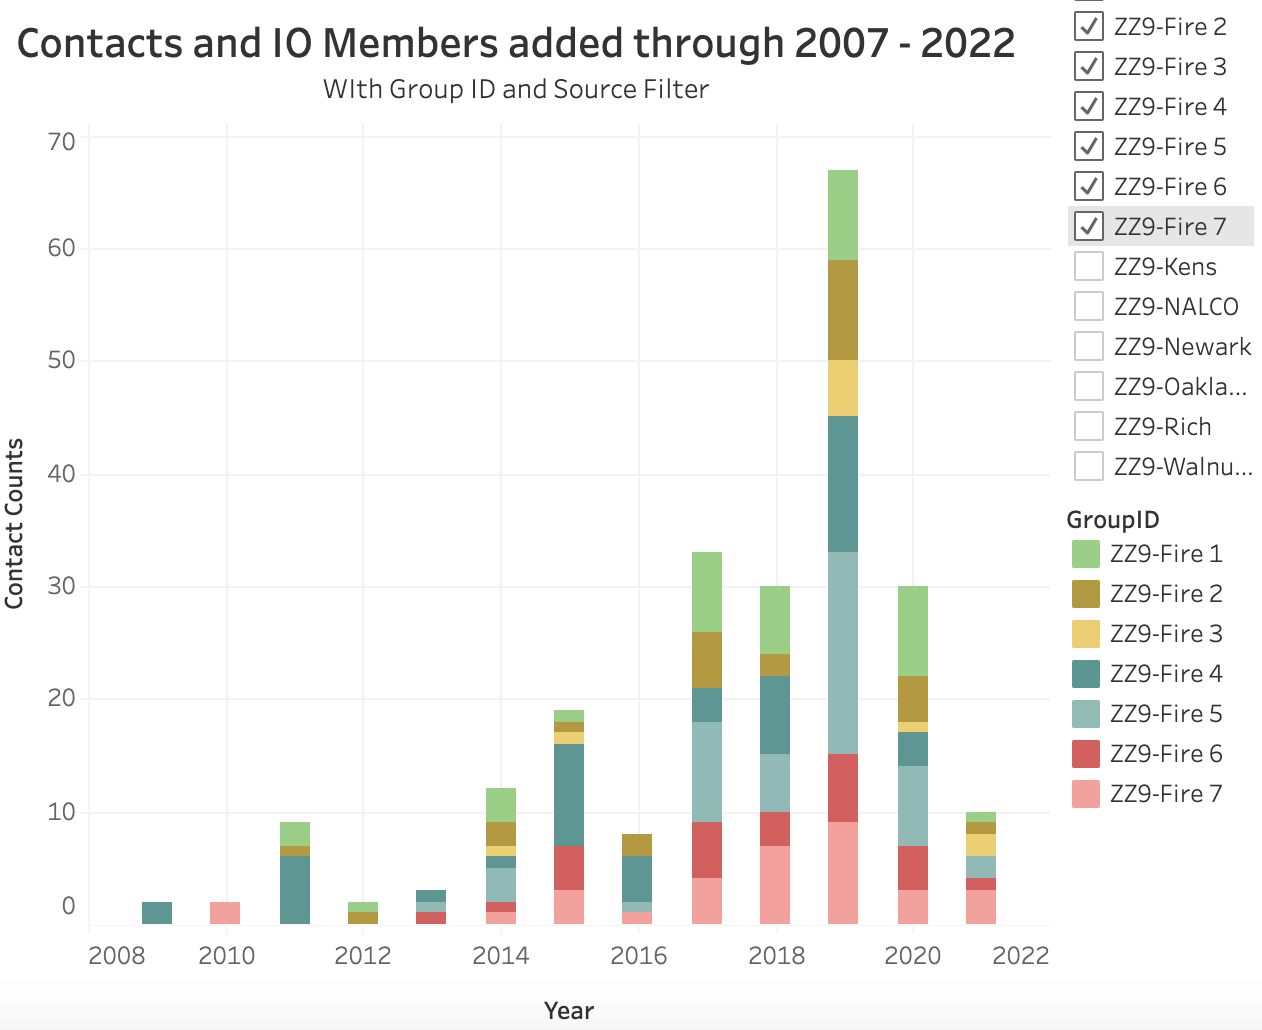 Contacts and IO Members added through 2007 - 2022
WIth Group ID and Source Filter
70
60
50
40
30
20
10
0
Contact Counts
2008 2010 2012 2014 2016 2018 2020 2022
Year
ZZ9-Fire 2
ZZ9-Fire 3
ZZ9-Fire 4
ZZ9-Fire 5
ZZ9-Fire 6
ZZ9-Fire 7
ZZ9-Kens
ZZ9-NALCO
ZZ9-Newark
ZZ9-Oakla...
ZZ9-Rich
ZZ9-Walnu...
GroupID
ZZ9-Fire 1
ZZ9-Fire 2
ZZ9-Fire 3
ZZ9-Fire 4
ZZ9-Fire 5
ZZ9-Fire 6
ZZ9-Fire 7